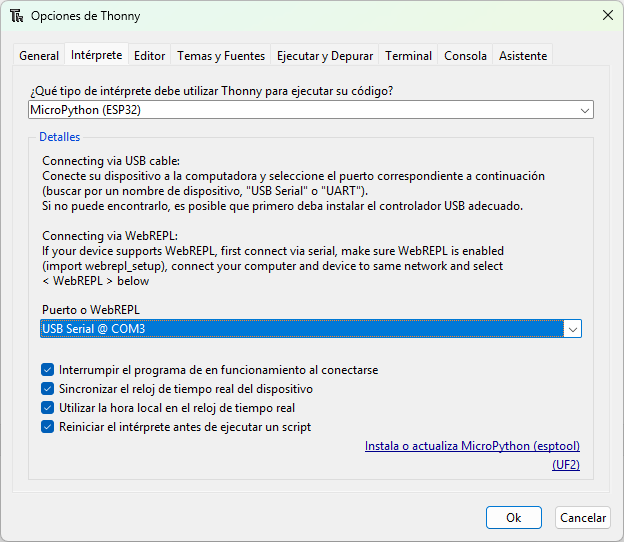 Opciones de Thonny
General Intérprete Editor Temas y Fuentes Ejecutar y Depurar Terminal Consola Asistente
¿Qué tipo de intérprete debe utilizar Thonny para ejecutar su código?
MicroPython (ESP32)
Detalles
Connecting via USB cable:
Conecte su dispositivo a la computadora y seleccione el puerto correspondiente a continuación
(buscar por un nombre de dispositivo, "USB Serial" o "UART").
Si no puede encontrarlo, es posible que primero deba instalar el controlador USB adecuado.
Connecting via WebREPL:
If your device supports WebREPL, first connect via serial, make sure WebREPL is enabled
(import webrepl_setup), connect your computer and device to same network and select
< WebREPL > below
Puerto o WebREPL
USB Serial @ COM3
Interrumpir el programa de en funcionamiento al conectarse
Sincronizar el reloj de tiempo real del dispositivo
Utilizar la hora local en el reloj de tiempo real
Reiniciar el intérprete antes de ejecutar un script
Instala o actualiza MicroPython (esptool)
(UF2)
Ok Cancelar